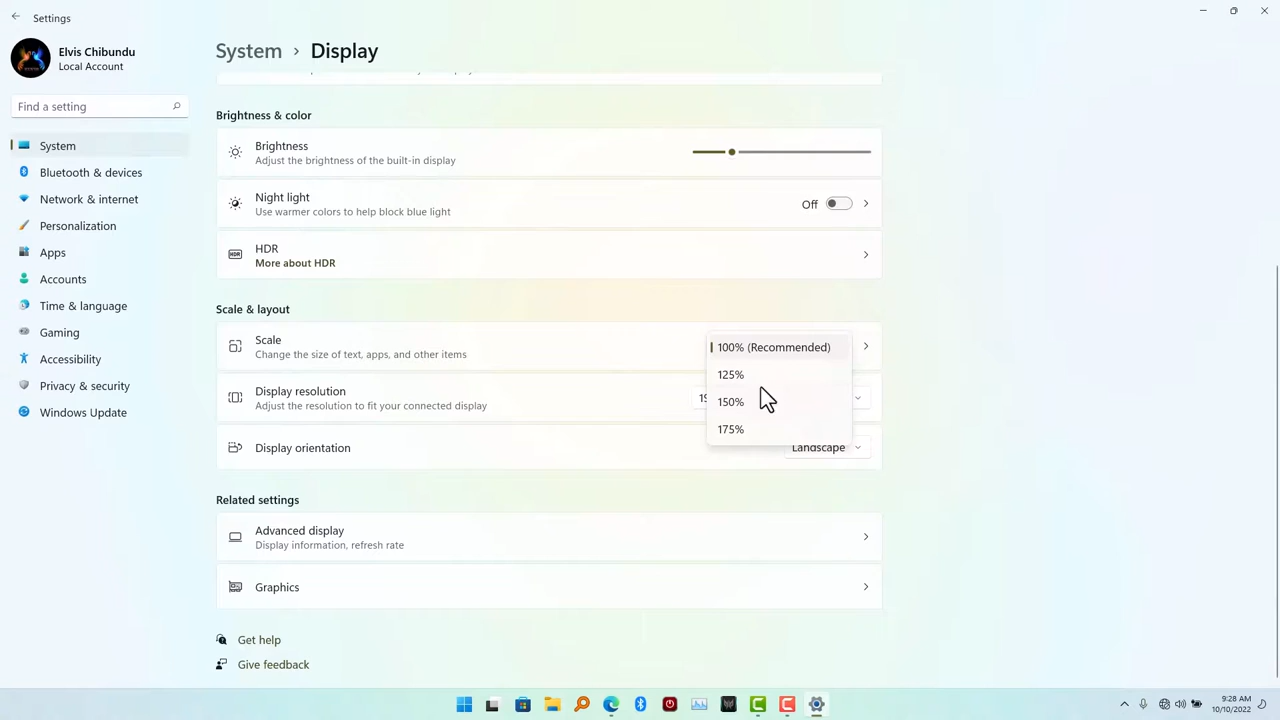 Settings
Elvis Chibundu
Local Account
Find a setting
System
Bluetooth & devices
Network & internet
Personalization
Apps
Accounts
Time & language
Gaming
Accessibility
Privacy & security
Windows Update
System > Display
Brightness & color
Brightness
Adjust the brightness of the built-in display
Night light
Use warmer colors to help block blue light
Off
HDR
HDR
More about HDR
Scale & layout
Scale
Change the size of text, apps, and other items
100% (Recommended)
125%
150%
175%
Display resolution
Adjust the resolution to fit your connected display
Display orientation
Landscape
Related settings
Advanced display
Display information, refresh rate
Graphics
Get help
Give feedback
9:28 AM
10/10/2022